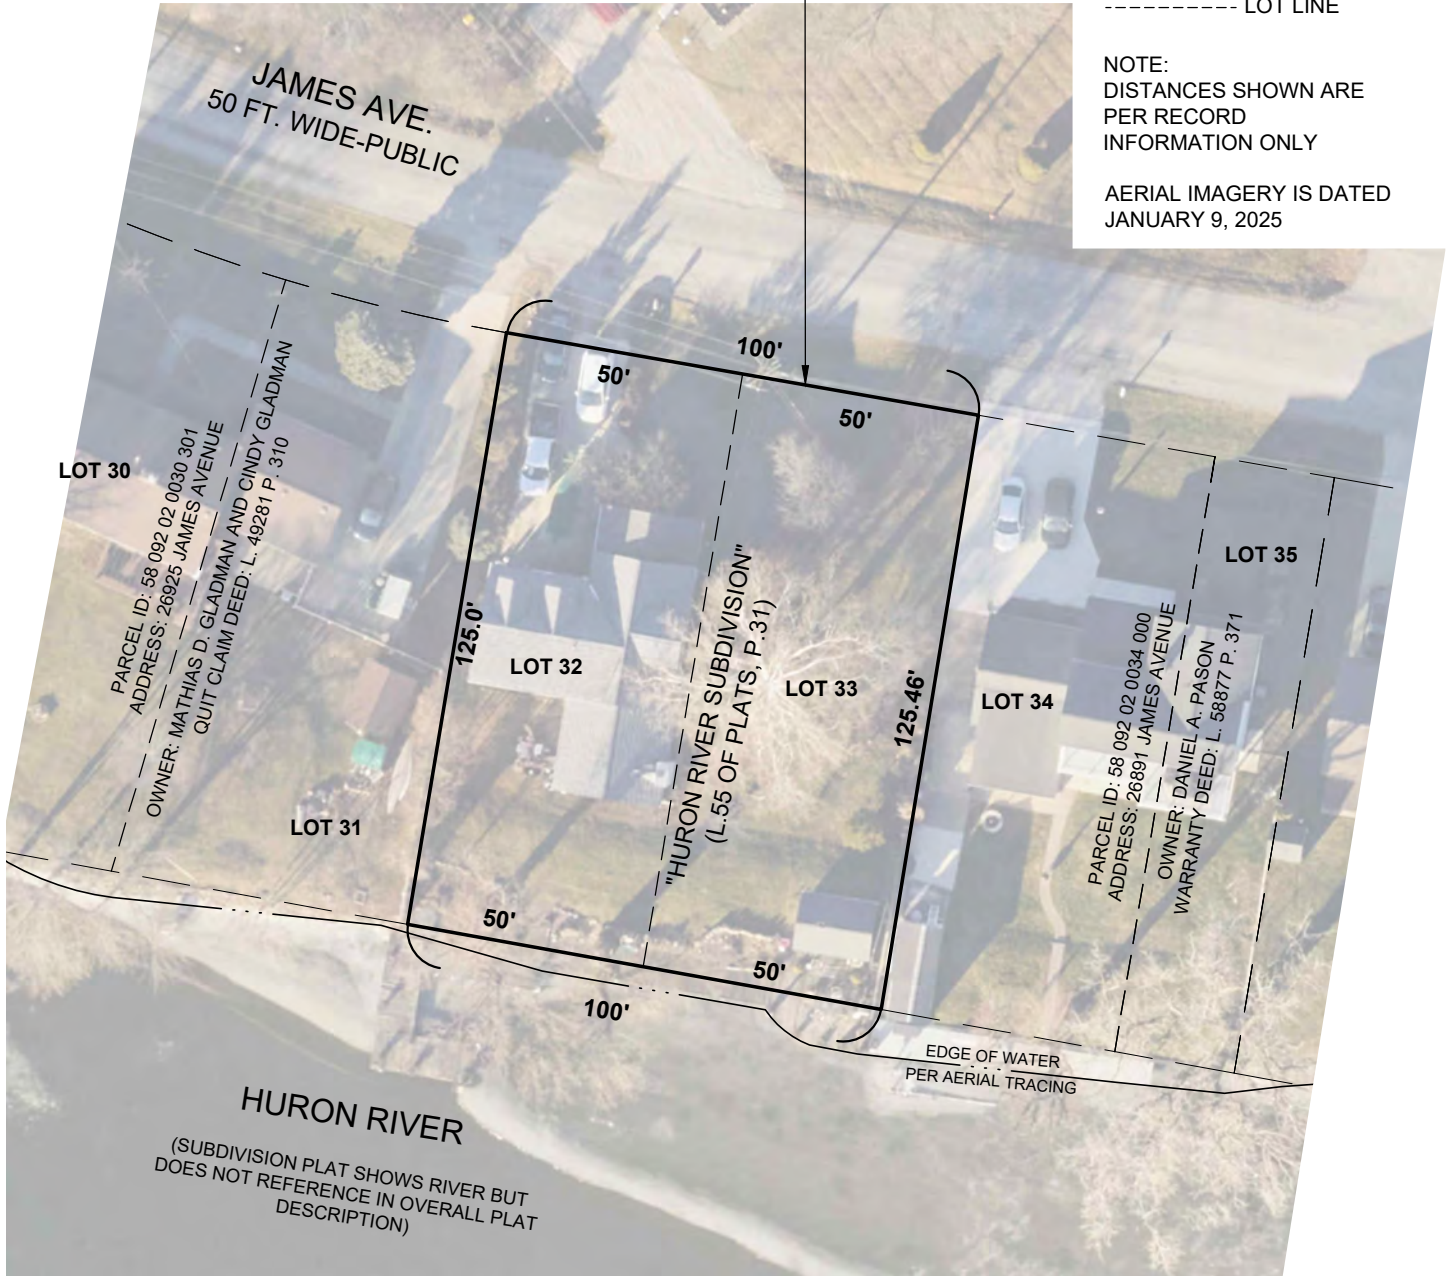 ---------- LOT LINE
NOTE:
DISTANCES SHOWN ARE
PER RECORD
INFORMATION ONLY
AERIAL IMAGERY IS DATED
JANUARY 9, 2025
JAMES AVE.
50 FT. WIDE-PUBLIC
100'
50'
50'
LOT 30
PARCEL ID: 58 092 02 0030 301
ADDRESS: 26925 JAMES AVENUE
OWNER: MATHIAS D. GLADMAN AND CINDY GLADMAN
QUIT CLAIM DEED: L. 49281 P. 310
LOT 31
125.0'
LOT 32
"HURON RIVER SUBDIVISION"
(L.55 OF PLATS, P.31)
LOT 33
125.46'
LOT 34
PARCEL ID: 58 092 02 0034 000
ADDRESS: 26891 JAMES AVENUE
OWNER: DANIEL A. PASON
WARRANTY DEED: L. 58877 P. 371
LOT 35
50'
50'
100'
EDGE OF WATER
PER AERIAL TRACING
HURON RIVER
(SUBDIVISION PLAT SHOWS RIVER BUT
DOES NOT REFERENCE IN OVERALL PLAT
DESCRIPTION)